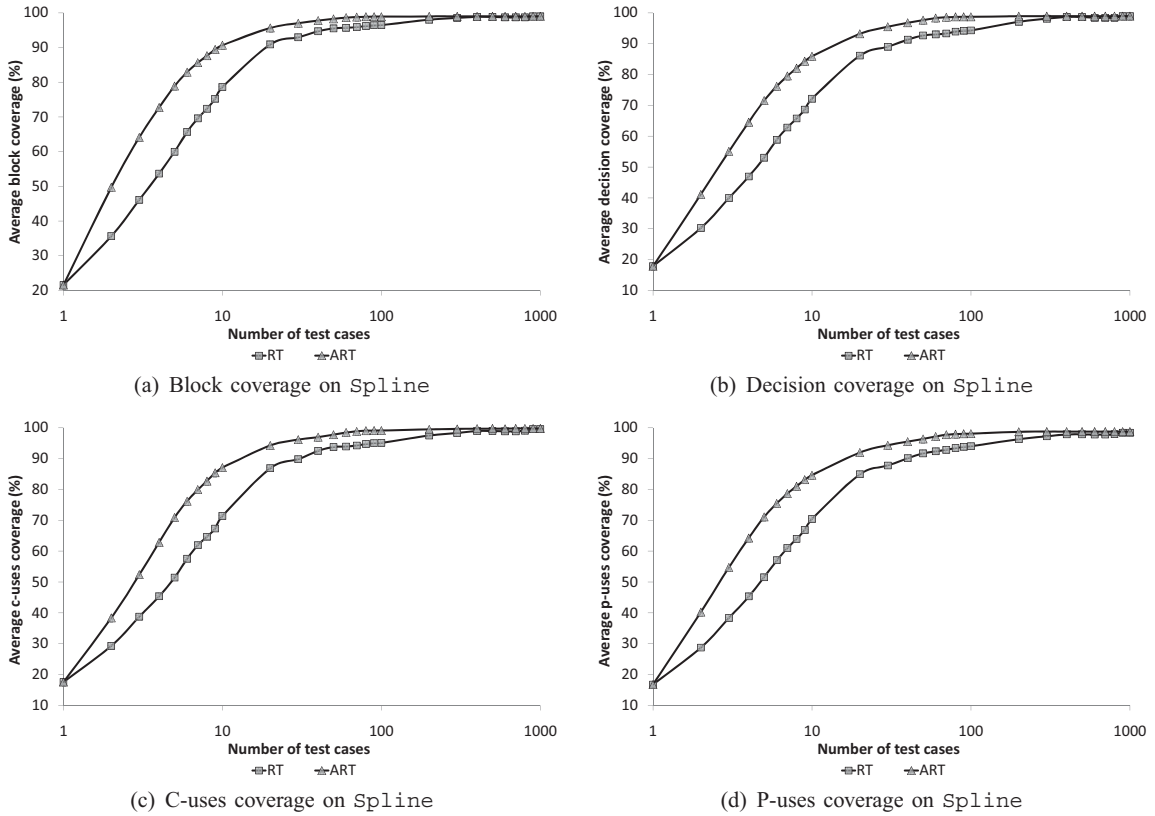 Average block coverage (%)
100
90
80
70
60
50
40
30
20
1 10 100 1000
Number of test cases
RT ART
(a) Block coverage on Spline
Average decision coverage (%)
100
90
80
70
60
50
40
30
20
10
1 10 100 1000
Number of test cases
RT ART
(b) Decision coverage on Spline
Average c-uses coverage (%)
100
90
80
70
60
50
40
30
20
10
1 10 100 1000
Number of test cases
RT ART
(c) C-uses coverage on Spline
Average p-uses coverage (%)
100
90
80
70
60
50
40
30
20
10
1 10 100 1000
Number of test cases
RT ART
(d) P-uses coverage on Spline